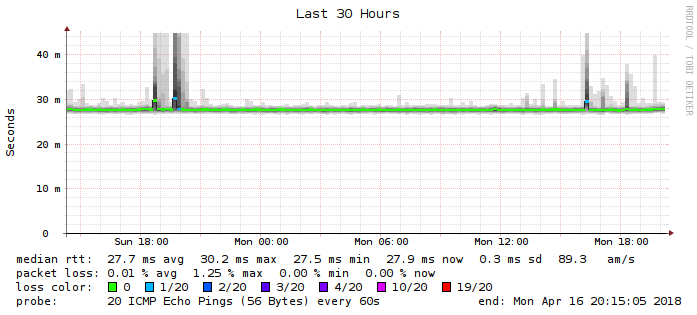 Last 30 Hours
RRDTOOL / TOBI OETIKER
Seconds
40 m
30 m
20 m
10 m
0
Sun 18:00 Mon 00:00 Mon 06:00 Mon 12:00 Mon 18:00
median rtt: 27.7 ms avg 30.2 ms max 27.5 ms min 27.9 ms now 0.3 ms sd 89.3 am/s
packet loss: 0.01 % avg 1.25 % max 0.00 % min 0.00 % now
loss color: 0 1/20 2/20 3/20 4/20 10/20 19/20
probe: 20 ICMP Echo Pings (56 Bytes) every 60s end: Mon Apr 16 20:15:05 2018